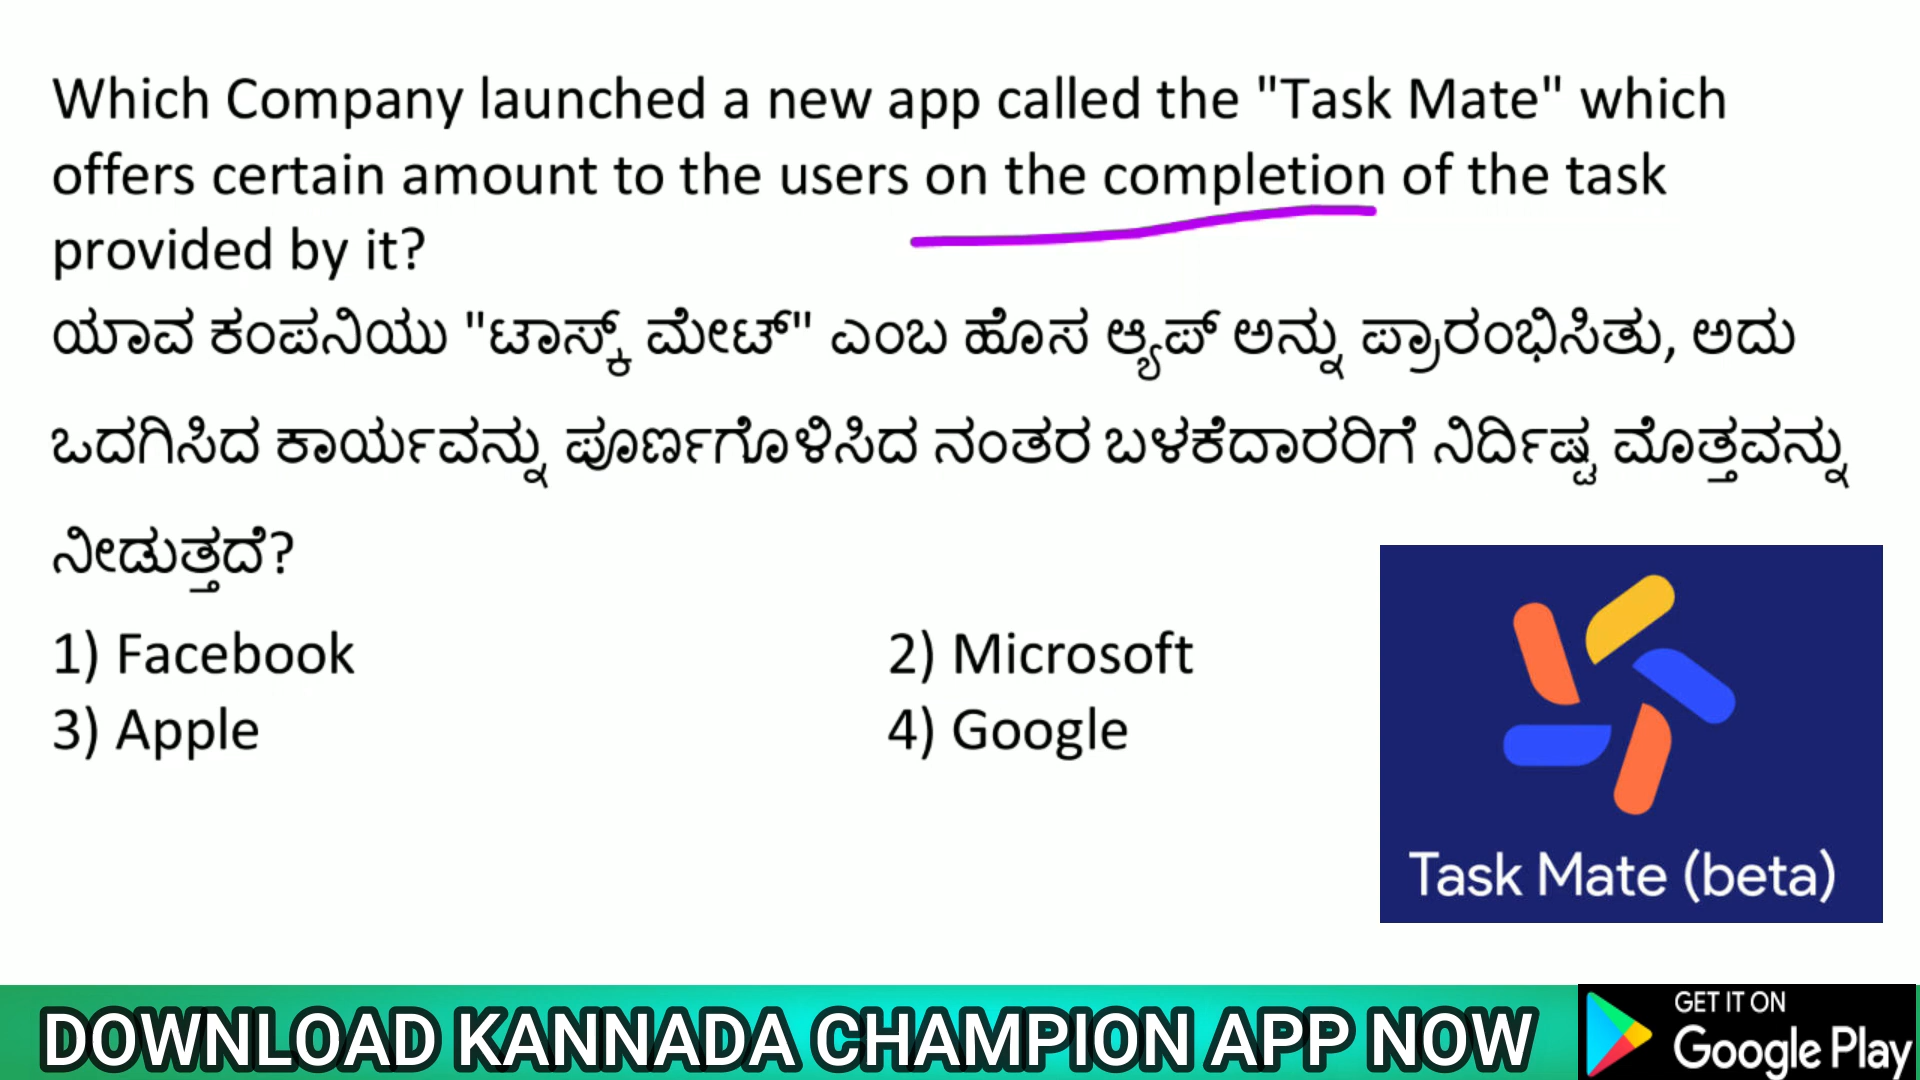 Which Company launched a new app called the "Task Mate" which
offers certain amount to the users on the completion of the task
provided by it?
ಯಾವ ಕಂಪನಿಯು "ಟಾಸ್ಕ್ ಮೇಟ್" ಎಂಬ ಹೊಸ ಆ್ಯಪ್ ಅನ್ನು ಪ್ರಾರಂಭಿಸಿತು, ಅದು
ಒದಗಿಸಿದ ಕಾರ್ಯವನ್ನು ಪೂರ್ಣಗೊಳಿಸಿದ ನಂತರ ಬಳಕೆದಾರರಿಗೆ ನಿರ್ದಿಷ್ಟ ಮೊತ್ತವನ್ನು
ನೀಡುತ್ತದೆ?
1) Facebook 2) Microsoft
3) Apple 4) Google
Task Mate (beta)
DOWNLOAD KANNADA CHAMPION APP NOW
GET IT ON
Google Play